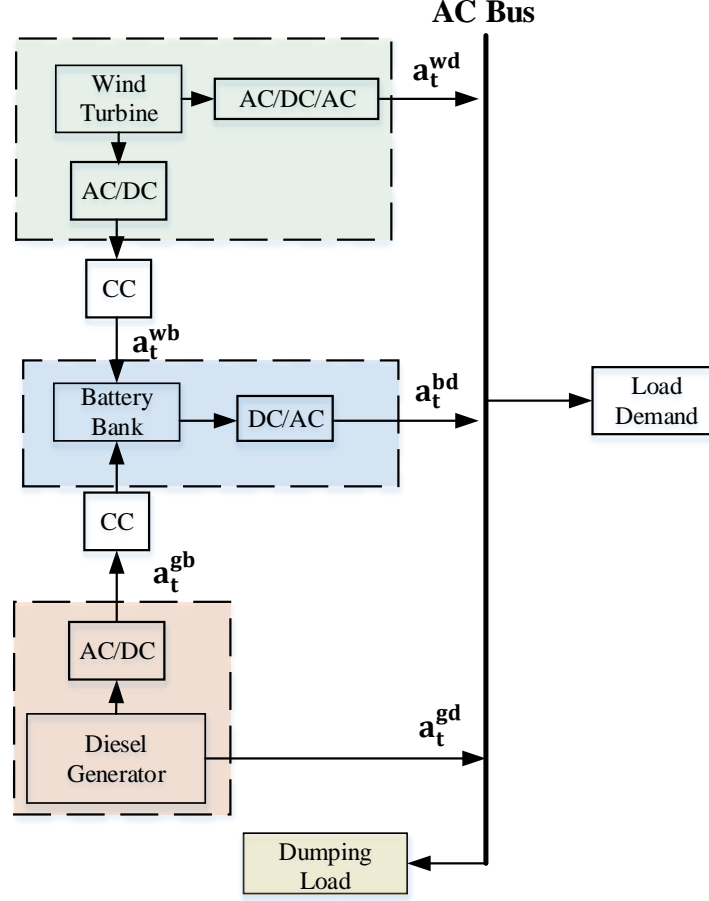 AC Bus
Wind
Turbine
AC/DC/AC
a_t^wd
AC/DC
CC
a_t^wb
Battery
Bank
DC/AC
a_t^bd
Load
Demand
CC
a_t^gb
AC/DC
Diesel
Generator
a_t^gd
Dumping
Load